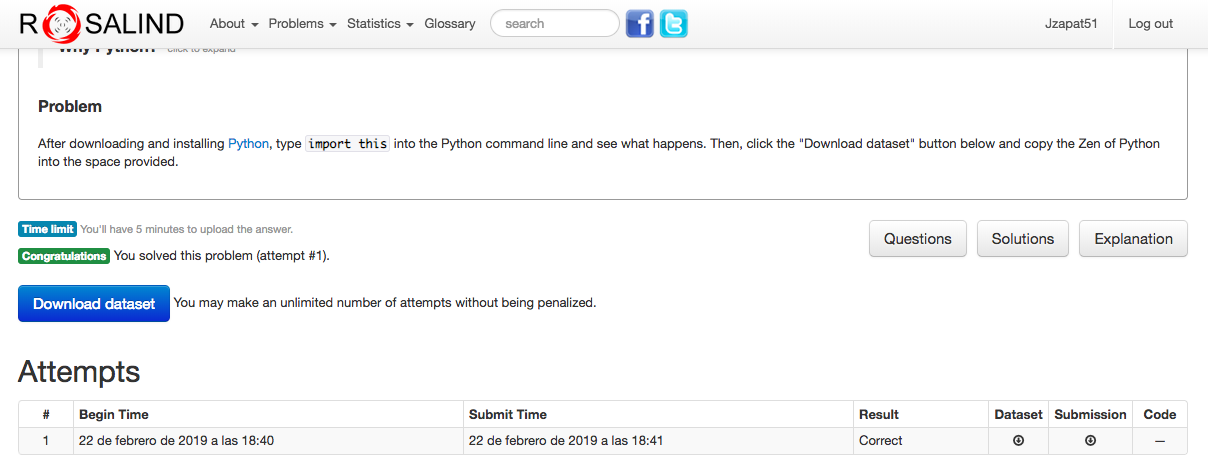 ROSALIND About Problems Statistics Glossary search Jzapat51 Log out
Why Python? click to expand
Problem
After downloading and installing Python, type import this into the Python command line and see what happens. Then, click the "Download dataset" button below and copy the Zen of Python
into the space provided.
Time limit You'll have 5 minutes to upload the answer.
Questions Solutions Explanation
Congratulations You solved this problem (attempt #1).
Download dataset You may make an unlimited number of attempts without being penalized.
Attempts
# Begin Time Submit Time Result Dataset Submission Code
1 22 de febrero de 2019 a las 18:40 22 de febrero de 2019 a las 18:41 Correct —